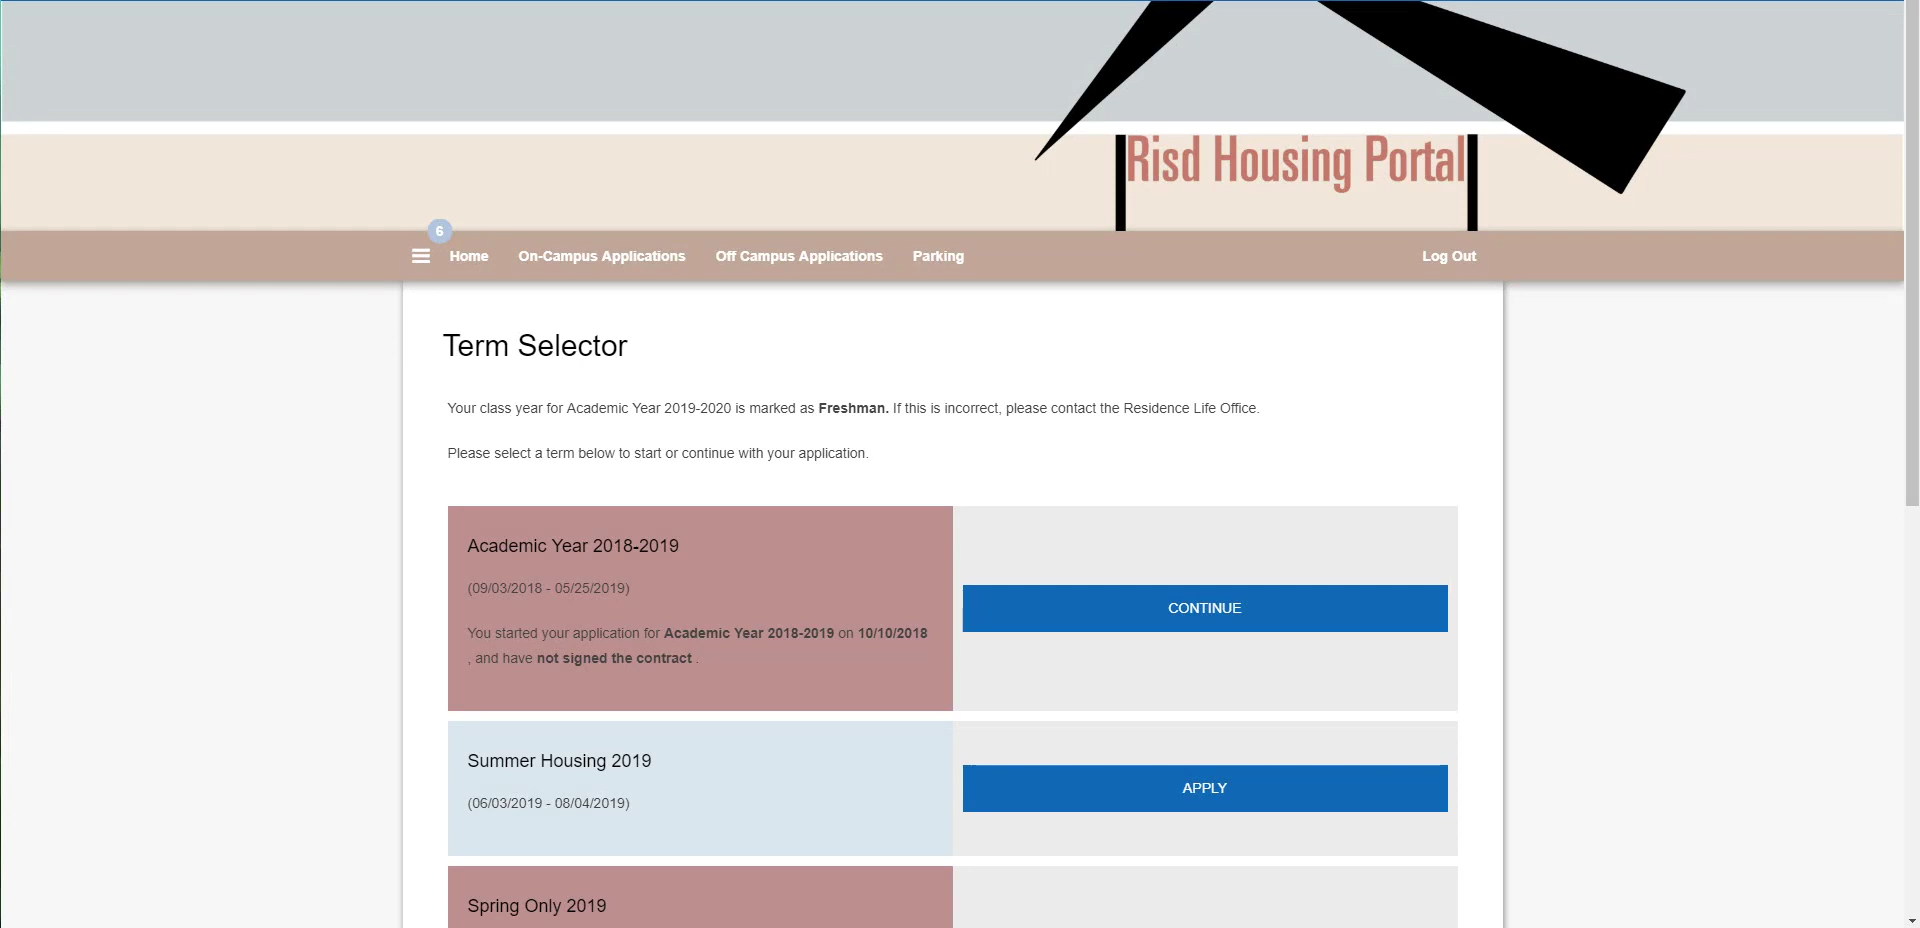 Risd Housing Portal
6
Home On-Campus Applications Off Campus Applications Parking Log Out
Term Selector
Your class year for Academic Year 2019-2020 is marked as Freshman. If this is incorrect, please contact the Residence Life Office.
Please select a term below to start or continue with your application.
Academic Year 2018-2019
(09/03/2018 - 05/25/2019)
CONTINUE
You started your application for Academic Year 2018-2019 on 10/10/2018
, and have not signed the contract .
Summer Housing 2019
APPLY
(06/03/2019 - 08/04/2019)
Spring Only 2019